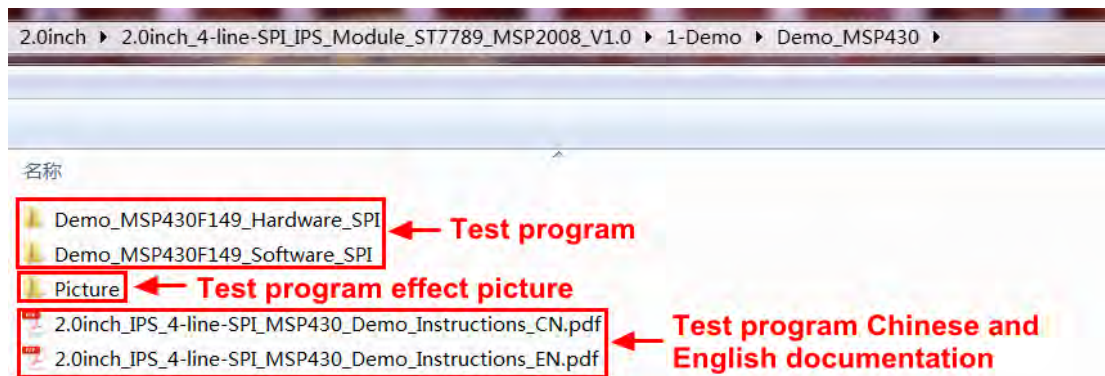 2.0inch ▸ 2.0inch_4-line-SPI_IPS_Module_ST7789_MSP2008_V1.0 ▸ 1-Demo ▸ Demo_MSP430 ▸
名称
Demo_MSP430F149_Hardware_SPI
Test program
Demo_MSP430F149_Software_SPI
Picture
Test program effect picture
2.0inch_IPS_4-line-SPI_MSP430_Demo_Instructions_CN.pdf
2.0inch_IPS_4-line-SPI_MSP430_Demo_Instructions_EN.pdf
Test program Chinese and
English documentation